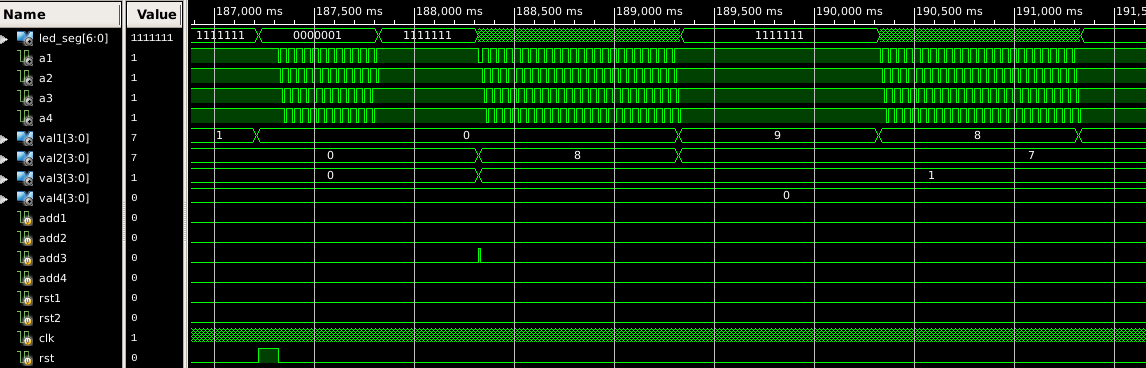 Name Value 187,000 ms 187,500 ms 188,000 ms 188,500 ms 189,000 ms 189,500 ms 190,000 ms 190,500 ms 191,000 ms 191,5
led_seg[6:0] 1111111 1111111 0000001 1111111 1111111
a1 1
a2 1
a3 1
a4 1
val1[3:0] 7 1 0 9 8
val2[3:0] 7 0 8 7
val3[3:0] 1 0 1
val4[3:0] 0 0
add1 0
add2 0
add3 0
add4 0
rst1 0
rst2 0
clk 1
rst 0